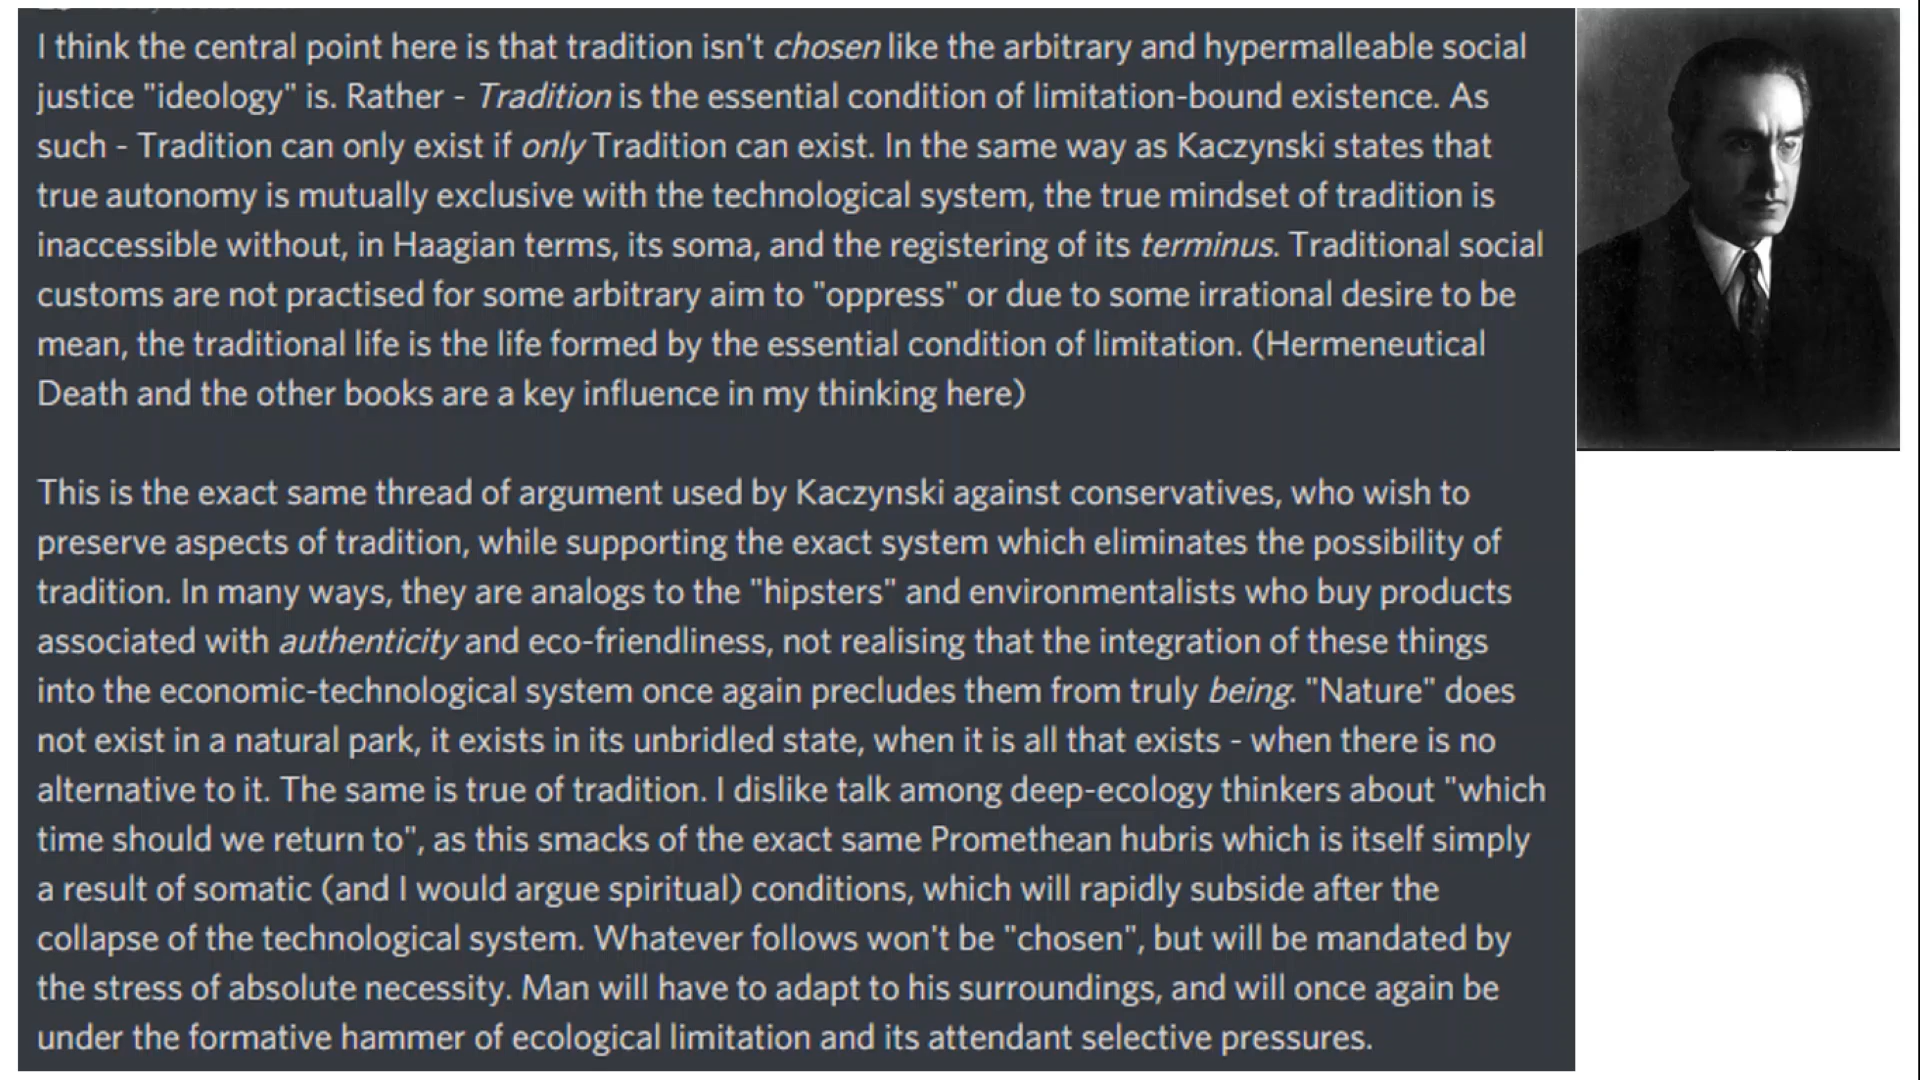 I think the central point here is that tradition isn't chosen like the arbitrary and hypermalleable social
justice "ideology" is. Rather - Tradition is the essential condition of limitation-bound existence. As
such - Tradition can only exist if only Tradition can exist. In the same way as Kaczynski states that
true autonomy is mutually exclusive with the technological system, the true mindset of tradition is
inaccessible without, in Haagian terms, its soma, and the registering of its terminus. Traditional social
customs are not practised for some arbitrary aim to "oppress" or due to some irrational desire to be
mean, the traditional life is the life formed by the essential condition of limitation. (Hermeneutical
Death and the other books are a key influence in my thinking here)
This is the exact same thread of argument used by Kaczynski against conservatives, who wish to
preserve aspects of tradition, while supporting the exact system which eliminates the possibility of
tradition. In many ways, they are analogs to the "hipsters" and environmentalists who buy products
associated with authenticity and eco-friendliness, not realising that the integration of these things
into the economic-technological system once again precludes them from truly being. "Nature" does
not exist in a natural park, it exists in its unbridled state, when it is all that exists - when there is no
alternative to it. The same is true of tradition. I dislike talk among deep-ecology thinkers about "which
time should we return to", as this smacks of the exact same Promethean hubris which is itself simply
a result of somatic (and I would argue spiritual) conditions, which will rapidly subside after the
collapse of the technological system. Whatever follows won't be "chosen", but will be mandated by
the stress of absolute necessity. Man will have to adapt to his surroundings, and will once again be
under the formative hammer of ecological limitation and its attendant selective pressures.